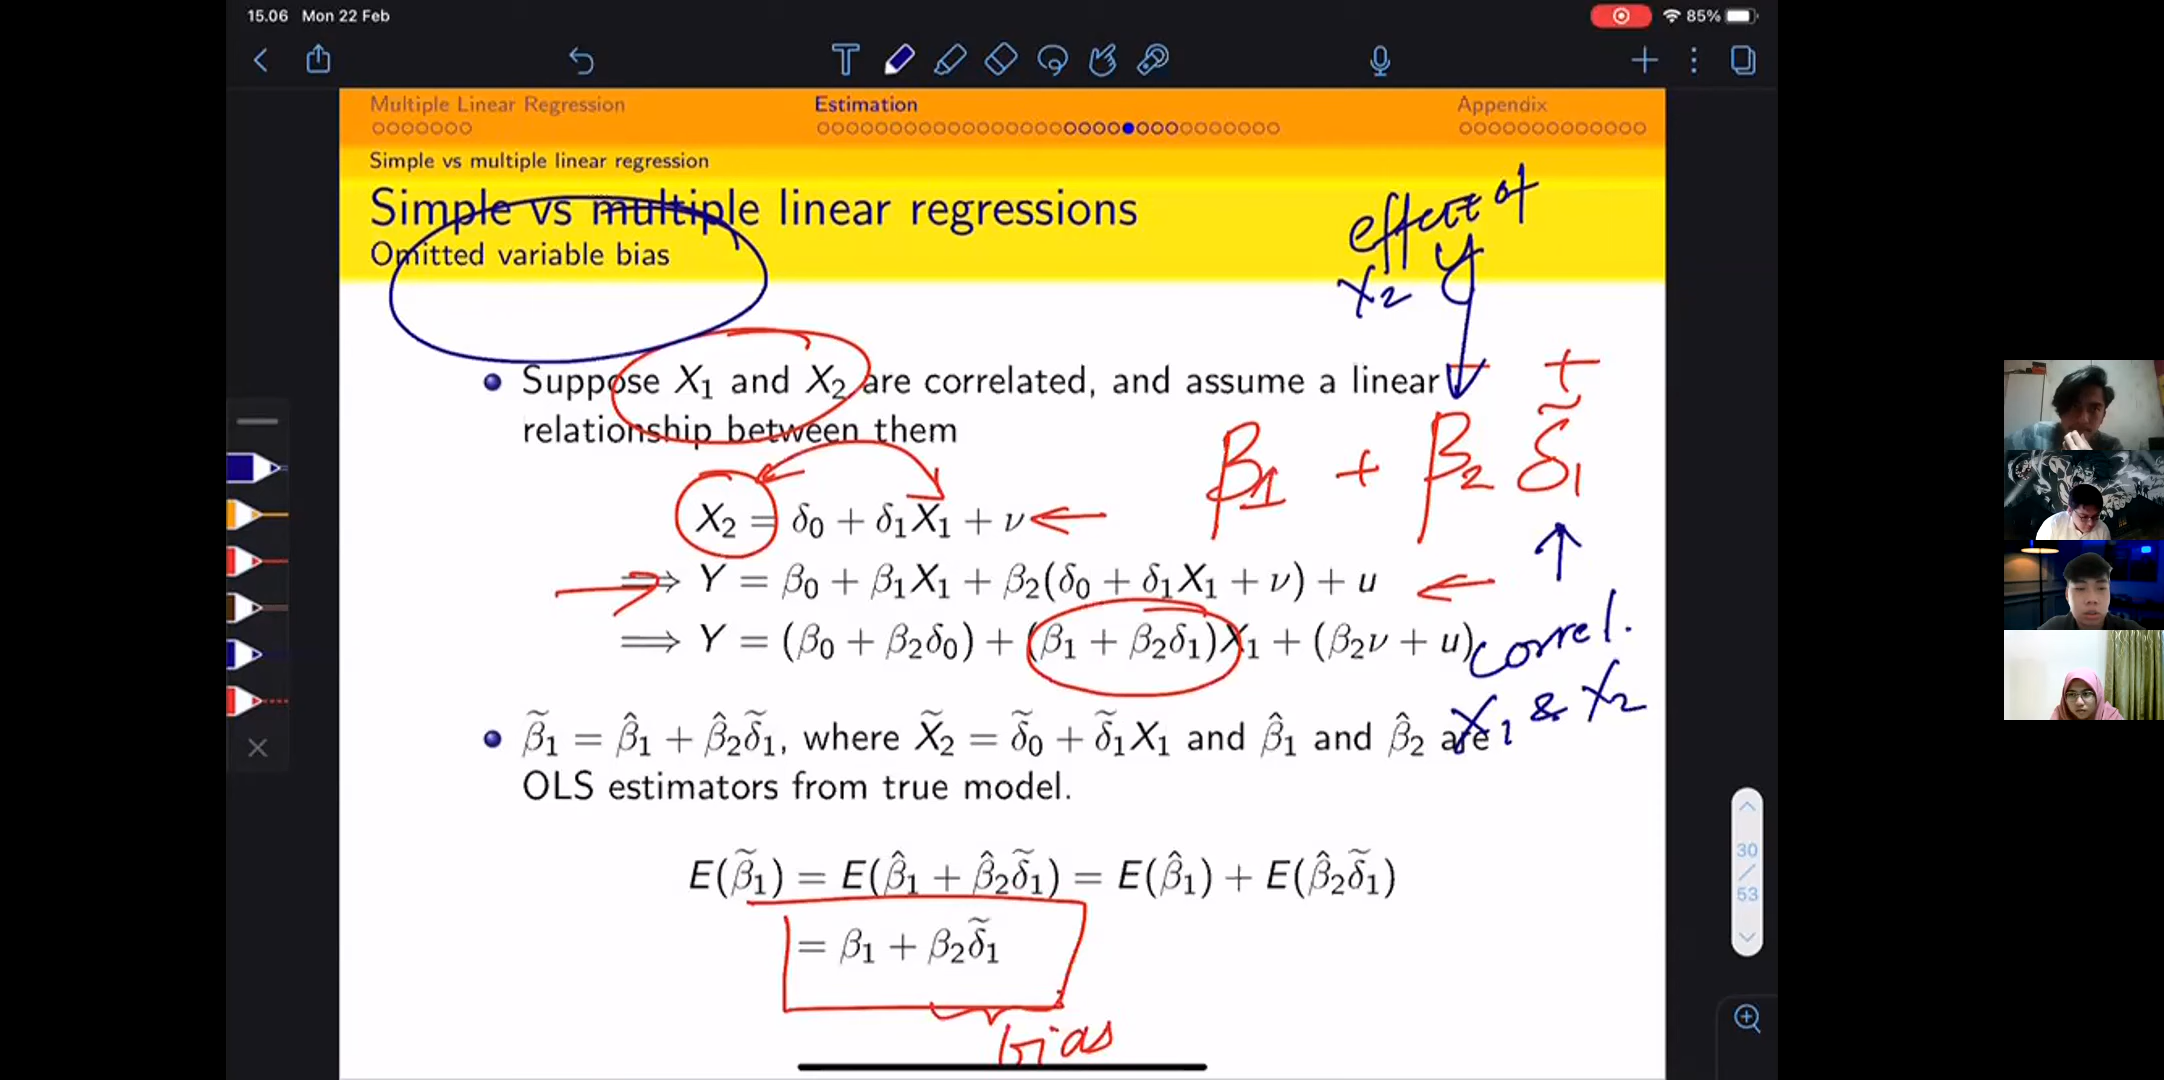 15.06 Mon 22 Feb
85%
Multiple Linear Regression Estimation Appendix
Simple vs multiple linear regression
Simple vs multiple linear regressions
Omitted variable bias
effect of
X₂ y
• Suppose X₁ and X₂ are correlated, and assume a linear
relationship between them
− +
β₁ + β₂ δ̃₁
X₂ = δ₀ + δ₁X₁ + ν
⟹ Y = β₀ + β₁X₁ + β₂(δ₀ + δ₁X₁ + ν) + u
⟹ Y = (β₀ + β₂δ₀) + (β₁ + β₂δ₁)X₁ + (β₂ν + u)
correl.
X₁ & X₂
• β̃₁ = β̂₁ + β̂₂δ̃₁, where X̃₂ = δ̃₀ + δ̃₁X₁ and β̂₁ and β̂₂ are
OLS estimators from true model.
E(β̃₁) = E(β̂₁ + β̂₂δ̃₁) = E(β̂₁) + E(β̂₂δ̃₁)
= β₁ + β₂δ̃₁
bias
30
/
53